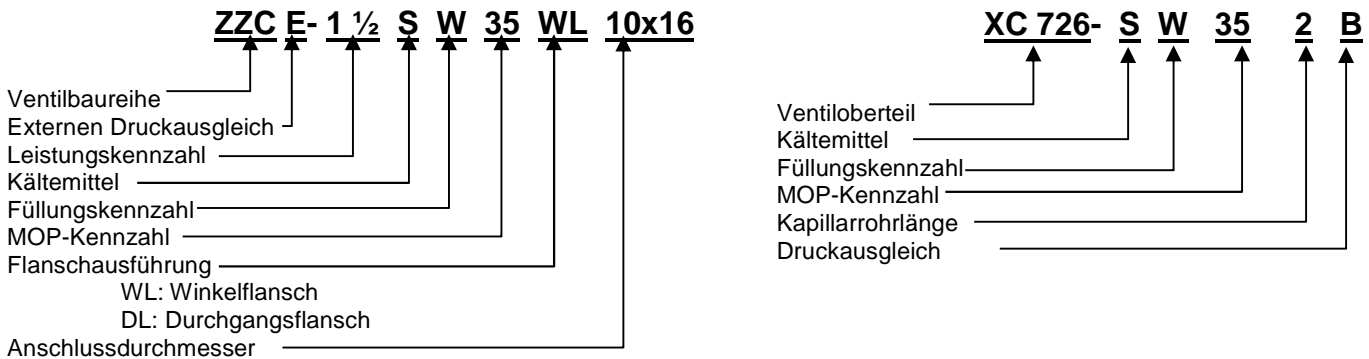 ZZC E- 1 ½ S W 35 WL 10x16
Ventilbaureihe
Externen Druckausgleich
Leistungskennzahl
Kältemittel
Füllungskennzahl
MOP-Kennzahl
Flanschausführung
WL: Winkelflansch
DL: Durchgangsflansch
Anschlussdurchmesser
XC 726- S W 35 2 B
Ventiloberteil
Kältemittel
Füllungskennzahl
MOP-Kennzahl
Kapillarrohrlänge
Druckausgleich